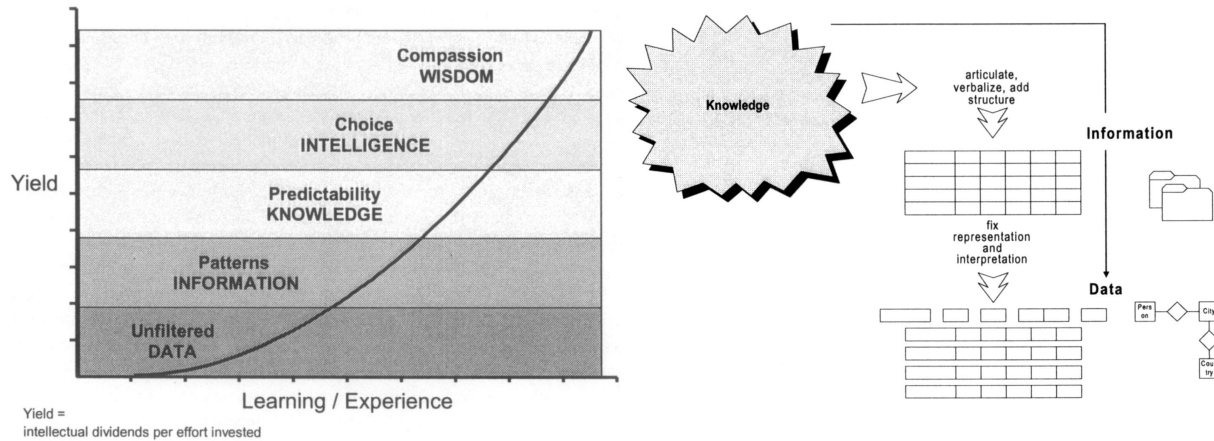 Yield
Compassion
WISDOM
Choice
INTELLIGENCE
Predictability
KNOWLEDGE
Patterns
INFORMATION
Unfiltered
DATA
Learning / Experience
Yield =
intellectual dividends per effort invested
Knowledge
articulate,
verbalize, add
structure
Information
fix
representation
and
interpretation
Data
Pers
on
City
Cou
try